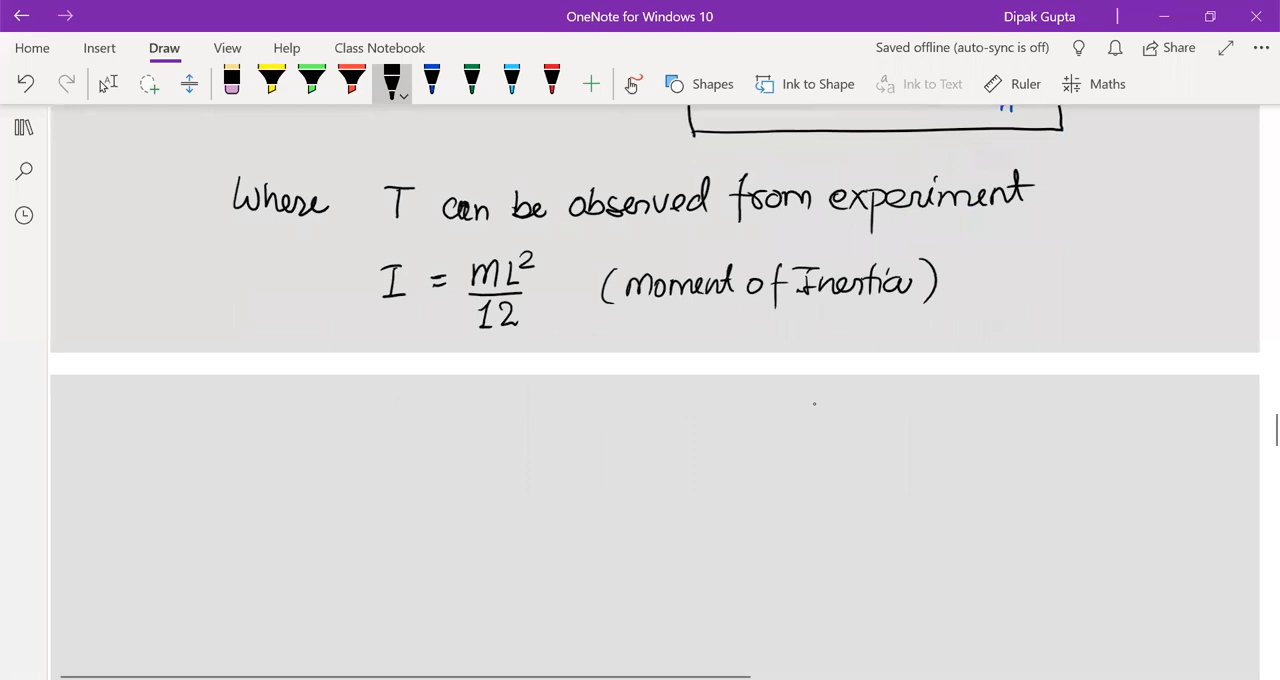 OneNote for Windows 10
Dipak Gupta
Home Insert Draw View Help Class Notebook
Saved offline (auto-sync is off)
Share
Shapes Ink to Shape Ink to Text Ruler Maths
Where T can be observed from experiment
I = mL²/12 (Moment of Inertia)